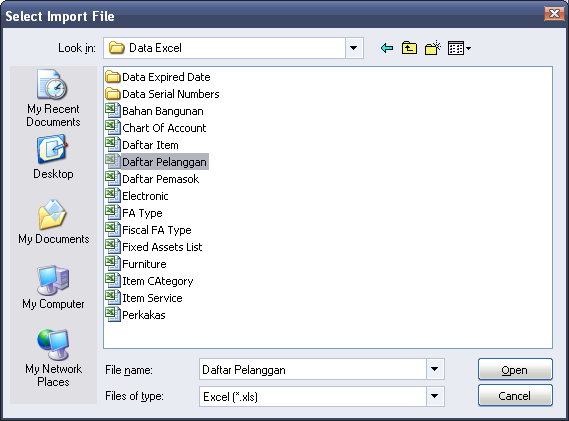 Select Import File
Look in: Data Excel
My Recent
Documents
Desktop
My Documents
My Computer
My Network
Places
Data Expired Date
Data Serial Numbers
Bahan Bangunan
Chart Of Account
Daftar Item
Daftar Pelanggan
Daftar Pemasok
Electronic
FA Type
Fiscal FA Type
Fixed Assets List
Furniture
Item CAtegory
Item Service
Perkakas
File name: Daftar Pelanggan Open
Files of type: Excel (*.xls) Cancel